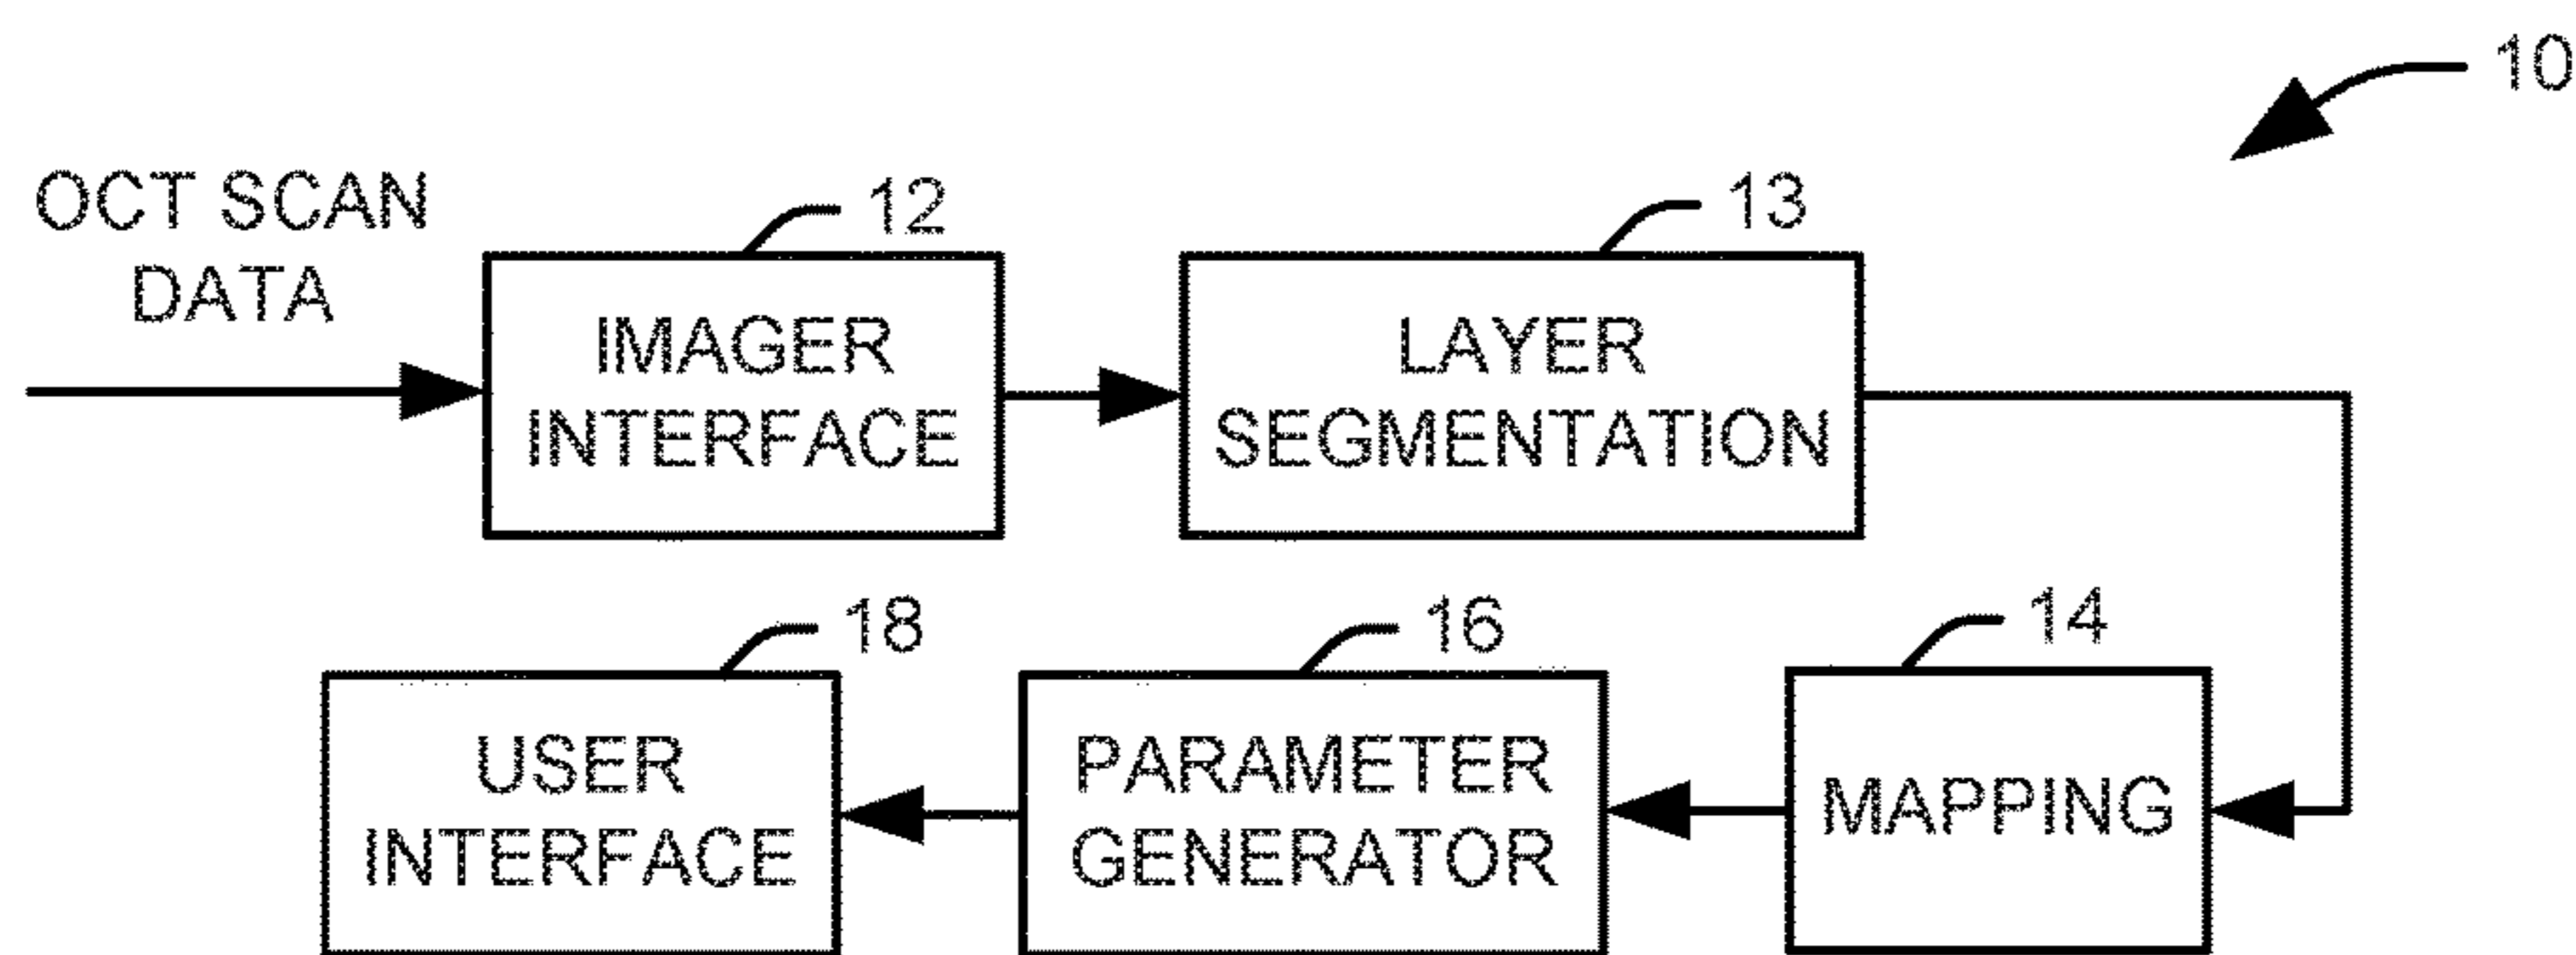 10
OCT SCAN
DATA
12
IMAGER
INTERFACE
13
LAYER
SEGMENTATION
18
USER
INTERFACE
16
PARAMETER
GENERATOR
14
MAPPING